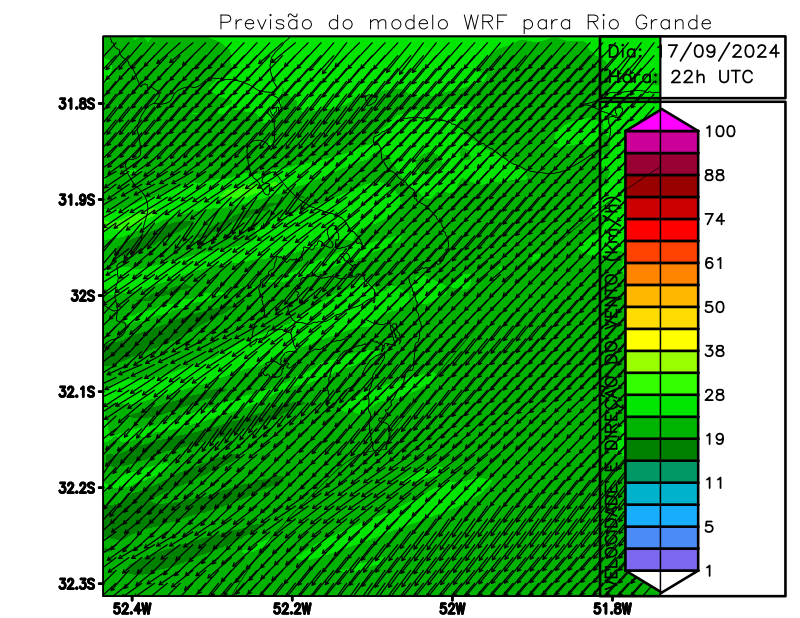 Previsão do modelo WRF para Rio Grande
Dia: 17/09/2024
Hora: 22h UTC
31.8S
31.9S
32S
32.1S
32.2S
32.3S
52.4W
52.2W
52W
51.8W
VELOCIDADE E DIREÇÃO DO VENTO (Km/h)
100
88
74
61
50
38
28
19
11
5
1